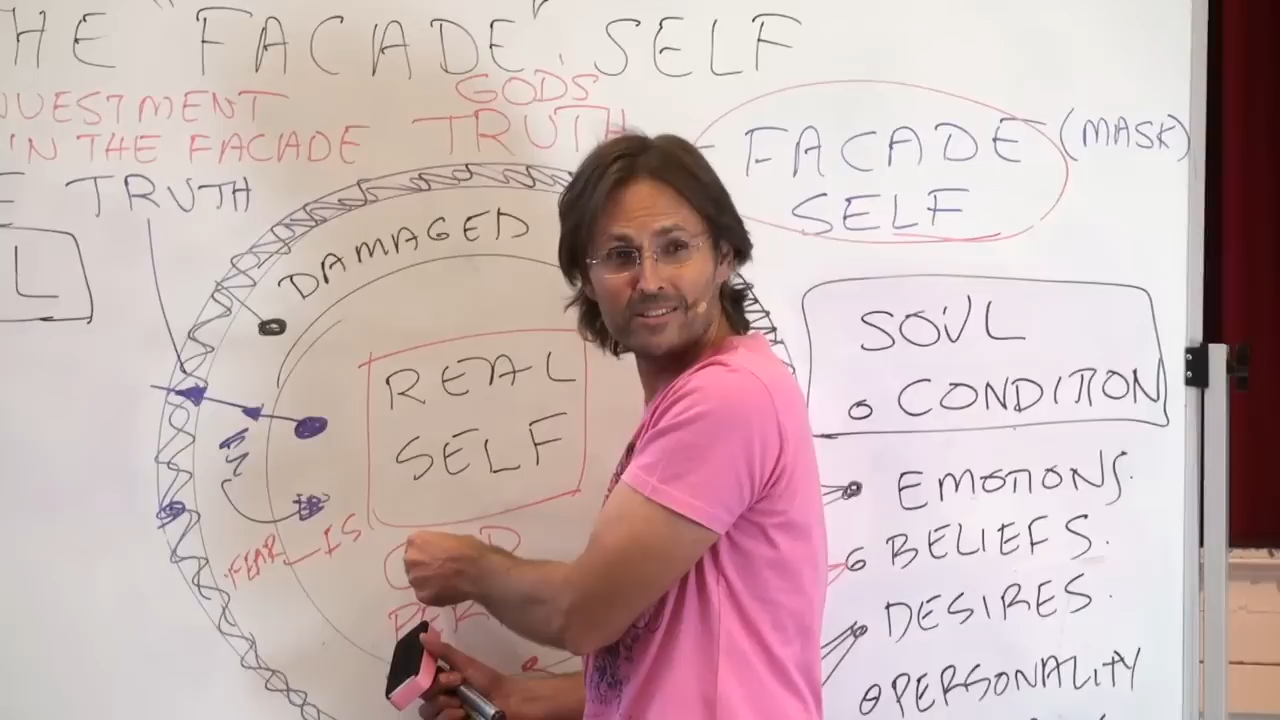 HE "FACADE" SELF
IN THE FACADE
GODS
TRUTH
FACADE (MASK)
SELF
TRUTH
L
DAMAGED
REAL
SELF
FEAR IS
SOUL
o CONDITION
EMOTIONS.
BELIEFS.
DESIRES.
PERSONALITY